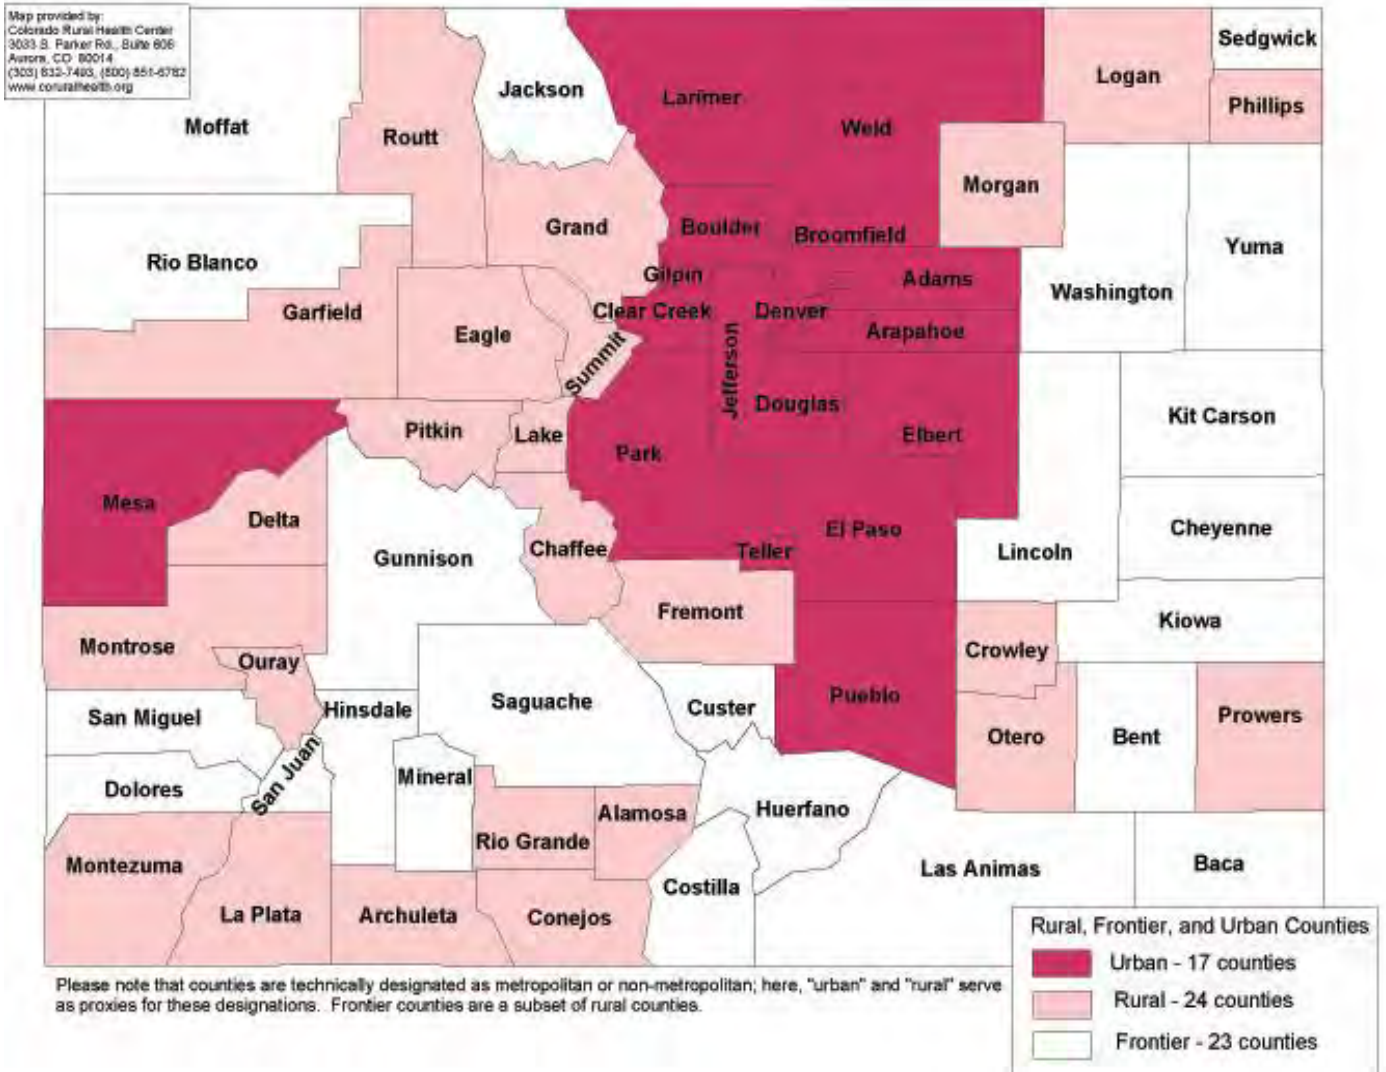 Map provided by:
Colorado Rural Health Center
3033 S. Parker Rd., Suite 606
Aurora, CO 80014
(303) 832-7493, (800) 851-6782
www.coruralhealth.org
Sedgwick
Logan
Jackson
Larimer
Phillips
Moffat
Weld
Routt
Morgan
Grand
Boulder
Broomfield
Yuma
Rio Blanco
Gilpin
Adams
Washington
Garfield
Clear Creek
Denver
Eagle
Arapahoe
Summit
Jefferson
Douglas
Kit Carson
Pitkin
Lake
Elbert
Park
Mesa
Delta
El Paso
Cheyenne
Gunnison
Chaffee
Teller
Lincoln
Fremont
Kiowa
Montrose
Crowley
Ouray
Pueblo
Saguache
Hinsdale
Custer
San Miguel
Prowers
Otero
Bent
San Juan
Mineral
Dolores
Huerfano
Alamosa
Rio Grande
Montezuma
Las Animas
Baca
Costilla
La Plata
Archuleta
Conejos
Rural, Frontier, and Urban Counties
Urban - 17 counties
Rural - 24 counties
Frontier - 23 counties
Please note that counties are technically designated as metropolitan or non-metropolitan; here, "urban" and "rural" serve
as proxies for these designations. Frontier counties are a subset of rural counties.